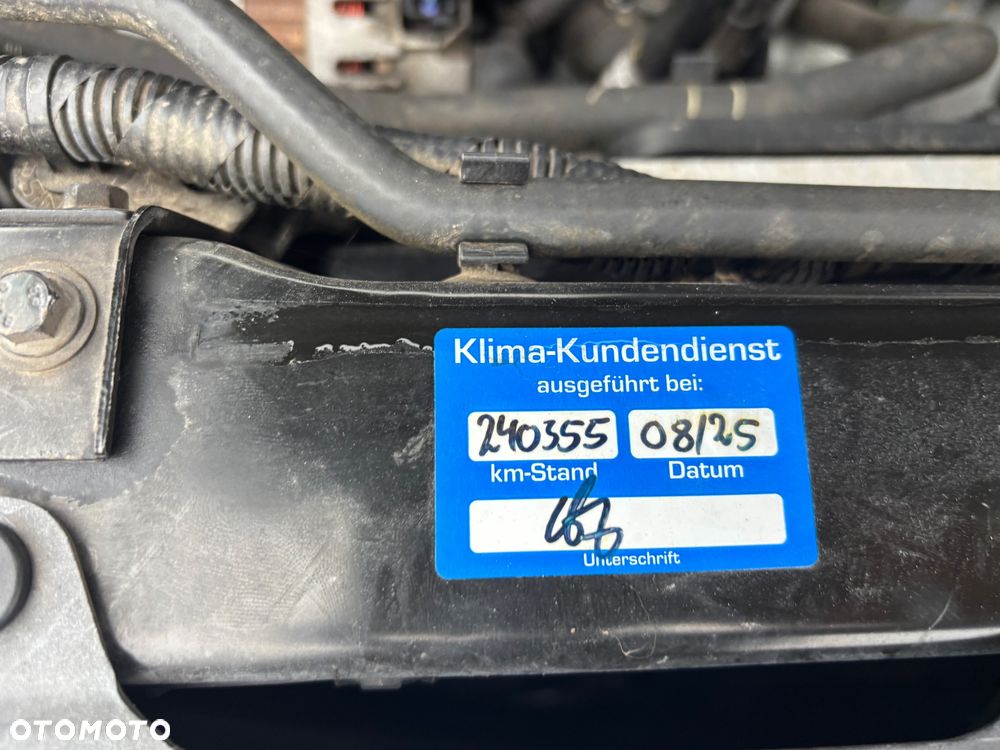 Klima-Kundendienst
ausgeführt bei:
240355 08/25
km-Stand Datum
Unterschrift
OTOMOTO